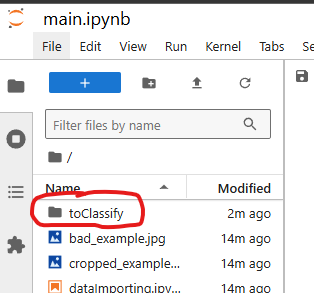 main.ipynb
File Edit View Run Kernel Tabs
Filter files by name
/
Name Modified
toClassify 2m ago
bad_example.jpg 14m ago
cropped_example... 14m ago
dataImporting.ipy... 14m ago